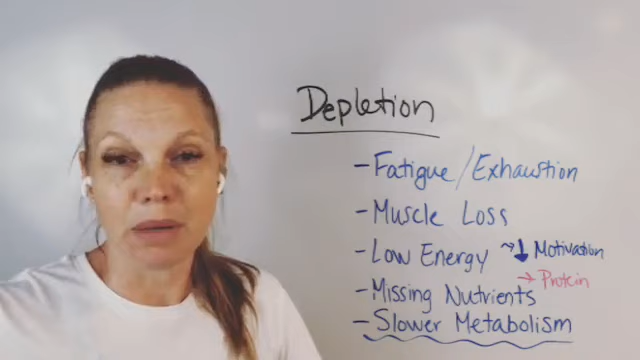 Depletion
- Fatigue/Exhaustion
- Muscle Loss
- Low Energy ~> ↓ Motivation
→ Protein
- Missing Nutrients
- Slower Metabolism